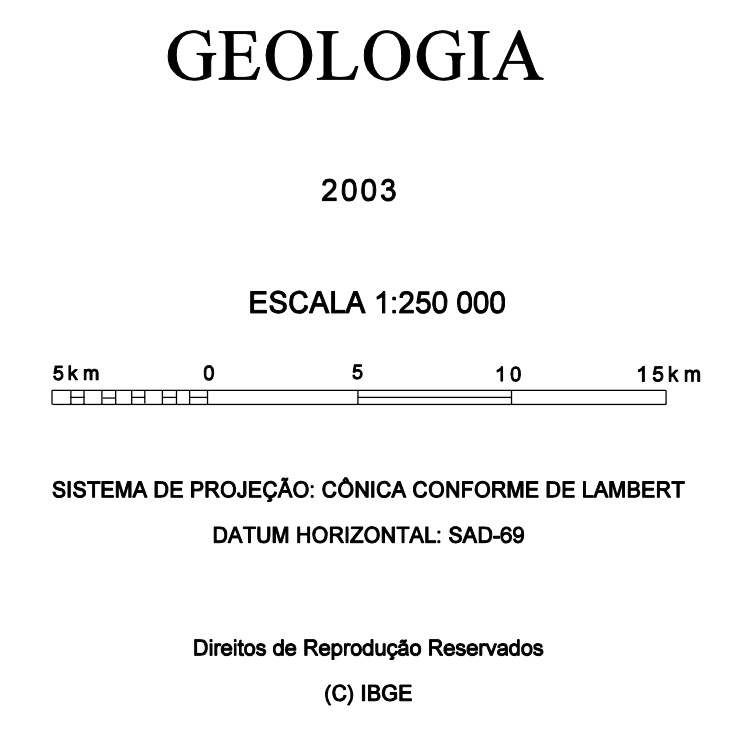 GEOLOGIA
2003
ESCALA 1:250 000
5km 0 5 10 15km
SISTEMA DE PROJEÇÃO: CÔNICA CONFORME DE LAMBERT
DATUM HORIZONTAL: SAD-69
Direitos de Reprodução Reservados
(C) IBGE